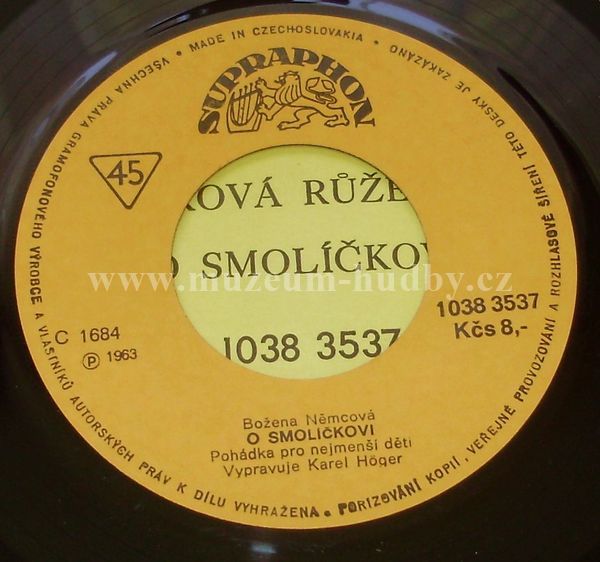 MADE IN CZECHOSLOVAKIA • VŠECHNA PRÁVA GRAMOFONOVÉHO VÝROBCE A VLASTNÍKŮ AUTORSKÝCH PRÁV K DÍLU VYHRAŽENA. POŘIZOVÁNÍ KOPIÍ, VEŘEJNÉ PROVOZOVÁNÍ A ROZHLASOVÉ ŠÍŘENÍ TÉTO DESKY JE ZAKÁZÁNO •
SUPRAPHON
45
KOVÁ RŮŽE
O SMOLÍČKOV
www.muzeum-hudby.cz
1038 3537
1038 3537
Kčs 8,-
C 1684
Ⓟ 1963
Božena Němcová
O SMOLÍČKOVI
Pohádka pro nejmenší děti
Vypravuje Karel Höger